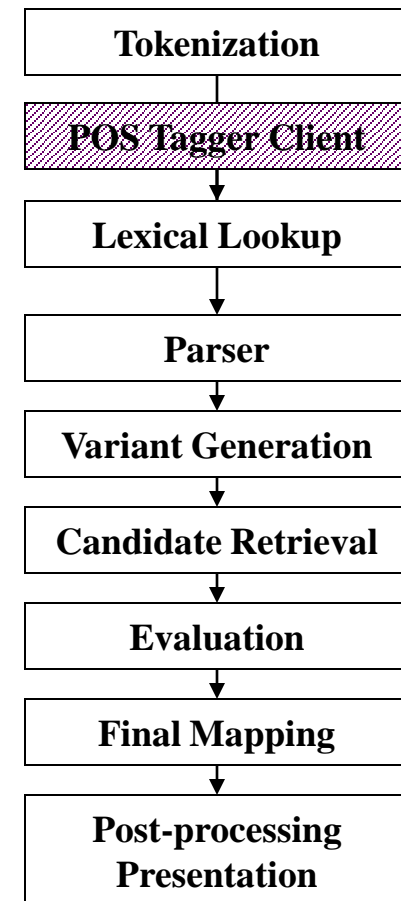 Tokenization
POS Tagger Client
Lexical Lookup
Parser
Variant Generation
Candidate Retrieval
Evaluation
Final Mapping
Post-processing
Presentation